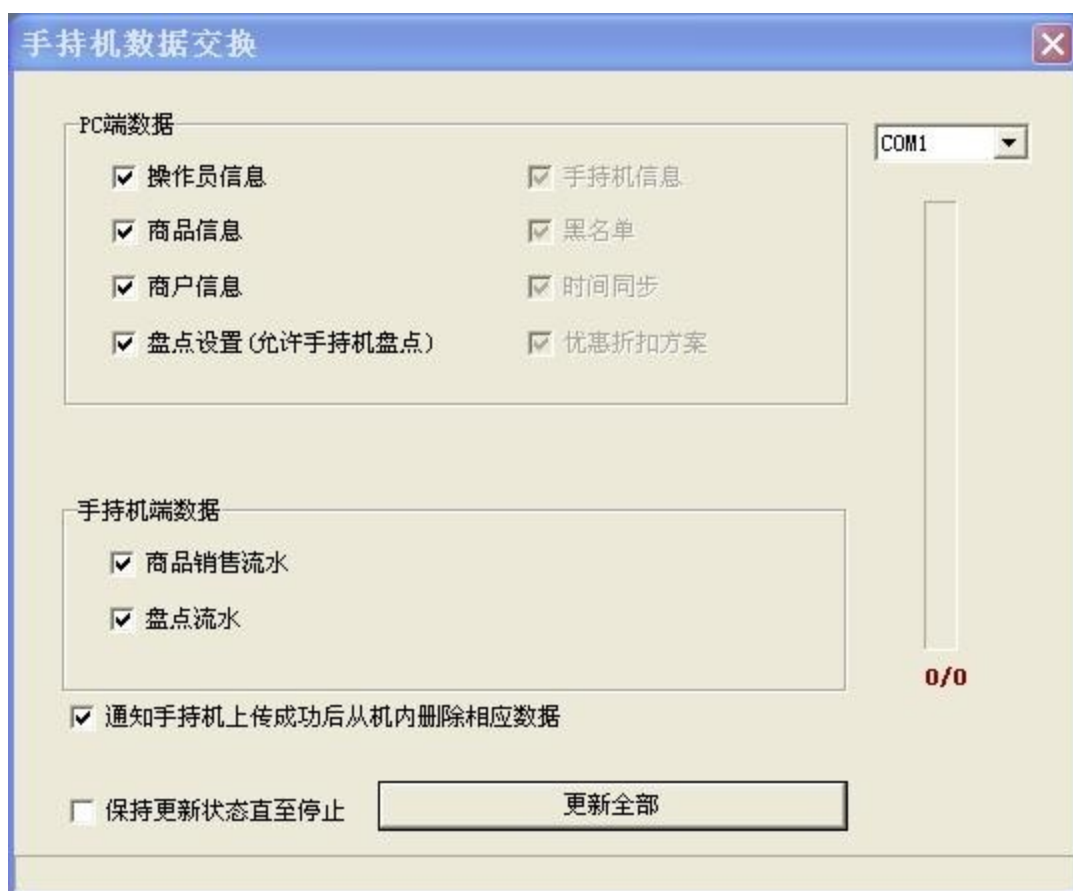 手持机数据交换
PC端数据
COM1
操作员信息 手持机信息
商品信息 黑名单
商户信息 时间同步
盘点设置(允许手持机盘点) 优惠折扣方案
手持机端数据
商品销售流水
盘点流水
0/0
通知手持机上传成功后从机内删除相应数据
保持更新状态直至停止 更新全部